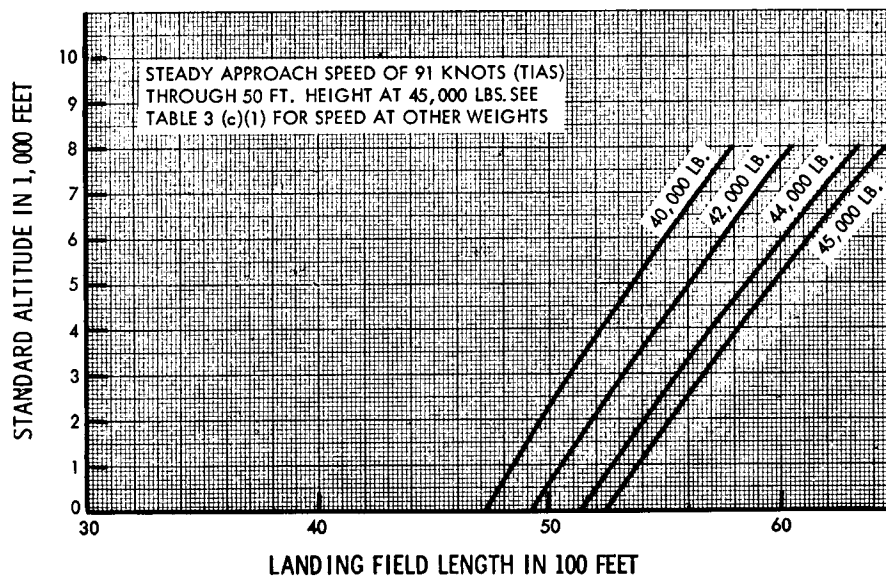 10
9
8
7
6
5
4
3
2
1
0
STANDARD ALTITUDE IN 1,000 FEET
STEADY APPROACH SPEED OF 91 KNOTS (TIAS)
THROUGH 50 FT. HEIGHT AT 45,000 LBS. SEE
TABLE 3 (c)(1) FOR SPEED AT OTHER WEIGHTS
40,000 LB.
42,000 LB.
44,000 LB.
45,000 LB.
30
40
50
60
LANDING FIELD LENGTH IN 100 FEET